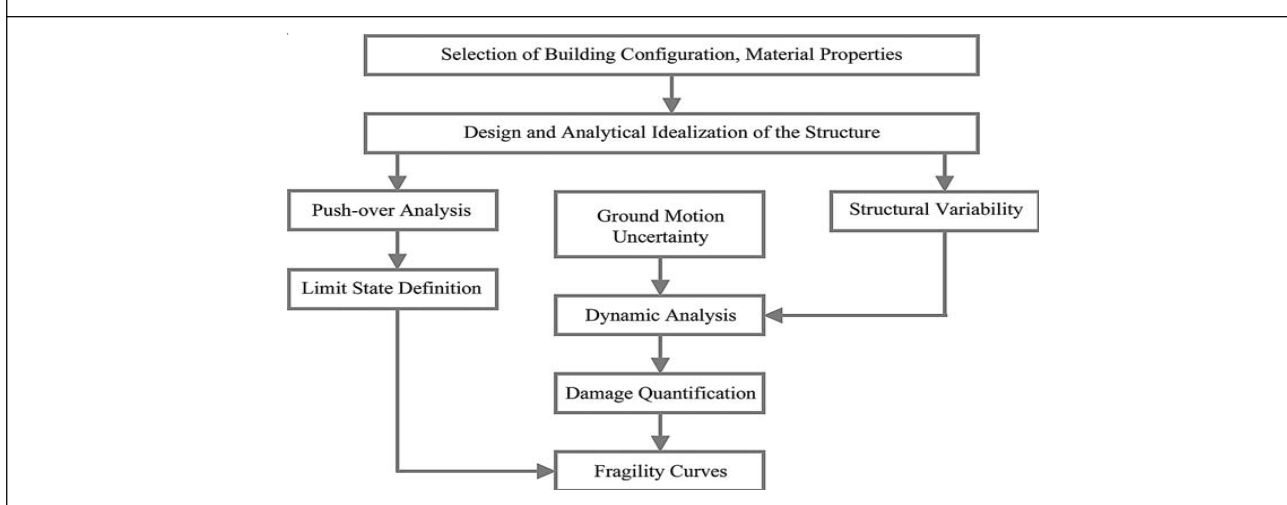 Selection of Building Configuration, Material Properties
Design and Analytical Idealization of the Structure
Push-over Analysis
Ground Motion
Uncertainty
Structural Variability
Limit State Definition
Dynamic Analysis
Damage Quantification
Fragility Curves